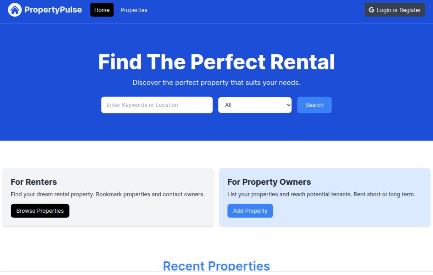 PropertyPulse
Home
Properties
Login or Register
Find The Perfect Rental
Discover the perfect property that suits your needs.
Enter Keywords or Location
All
Search
For Renters
Find your dream rental property. Bookmark properties and contact owners.
Browse Properties
For Property Owners
List your properties and reach potential tenants. Rent short or long term.
Add Property
Recent Properties